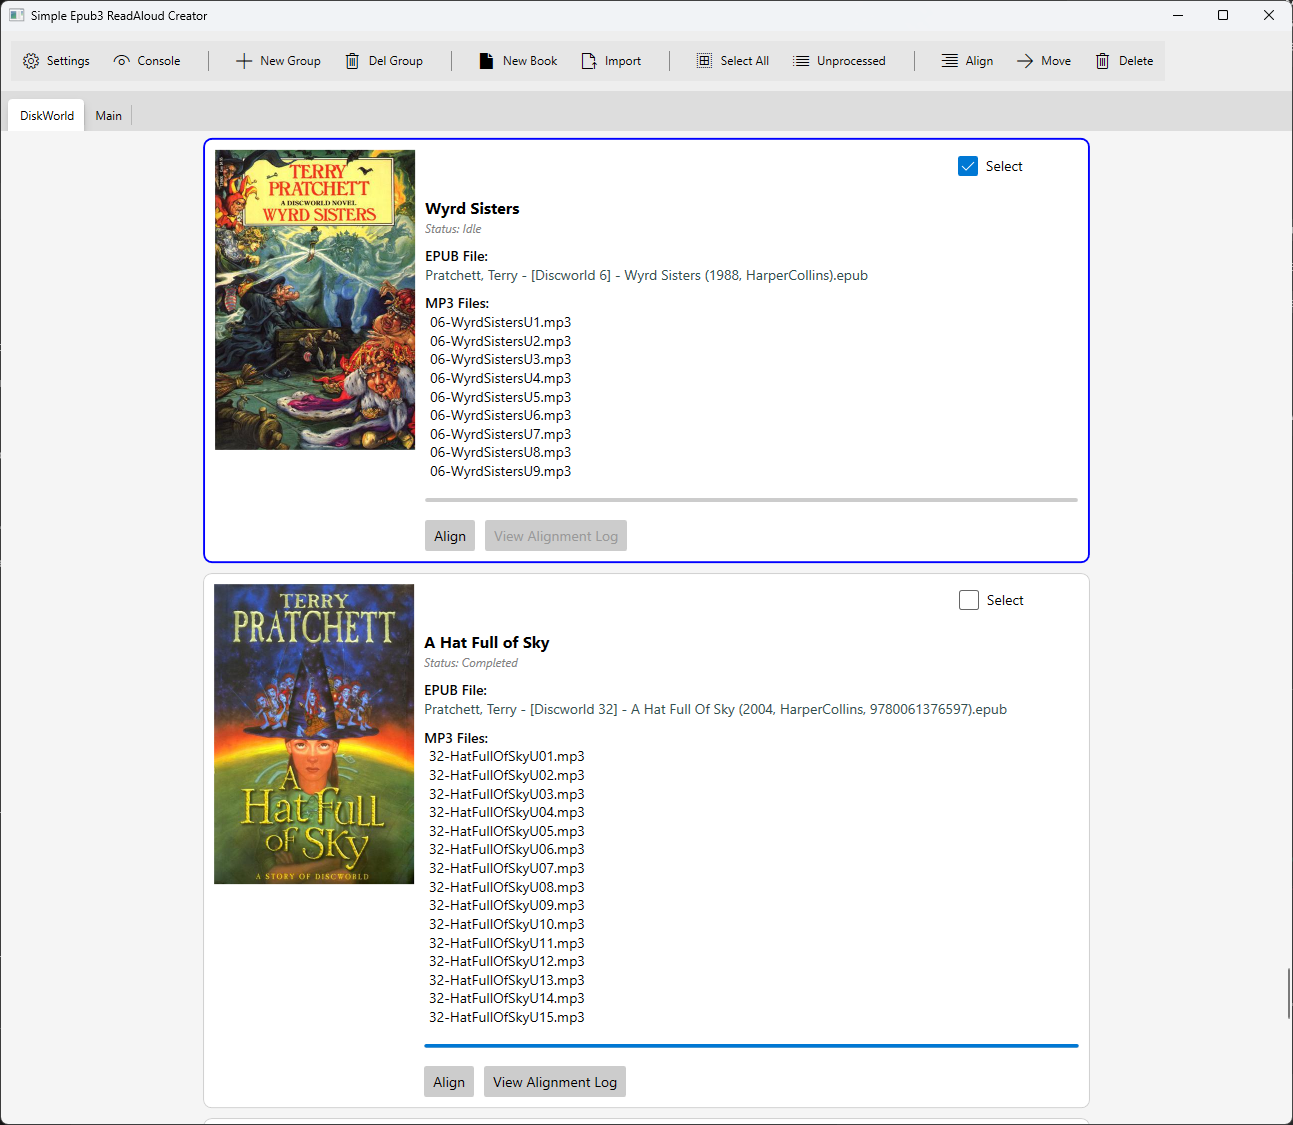 Simple Epub3 ReadAloud Creator
Settings Console New Group Del Group New Book Import Select All Unprocessed Align Move Delete
DiskWorld Main
TERRY
PRATCHETT
A DISCWORLD NOVEL
WYRD SISTERS
Select
Wyrd Sisters
Status: Idle
EPUB File:
Pratchett, Terry - [Discworld 6] - Wyrd Sisters (1988, HarperCollins).epub
MP3 Files:
06-WyrdSistersU1.mp3
06-WyrdSistersU2.mp3
06-WyrdSistersU3.mp3
06-WyrdSistersU4.mp3
06-WyrdSistersU5.mp3
06-WyrdSistersU6.mp3
06-WyrdSistersU7.mp3
06-WyrdSistersU8.mp3
06-WyrdSistersU9.mp3
Align View Alignment Log
TERRY
PRATCHETT
A
Hat Full
of Sky
A STORY OF DISCWORLD
Select
A Hat Full of Sky
Status: Completed
EPUB File:
Pratchett, Terry - [Discworld 32] - A Hat Full Of Sky (2004, HarperCollins, 9780061376597).epub
MP3 Files:
32-HatFullOfSkyU01.mp3
32-HatFullOfSkyU02.mp3
32-HatFullOfSkyU03.mp3
32-HatFullOfSkyU04.mp3
32-HatFullOfSkyU05.mp3
32-HatFullOfSkyU06.mp3
32-HatFullOfSkyU07.mp3
32-HatFullOfSkyU08.mp3
32-HatFullOfSkyU09.mp3
32-HatFullOfSkyU10.mp3
32-HatFullOfSkyU11.mp3
32-HatFullOfSkyU12.mp3
32-HatFullOfSkyU13.mp3
32-HatFullOfSkyU14.mp3
32-HatFullOfSkyU15.mp3
Align View Alignment Log